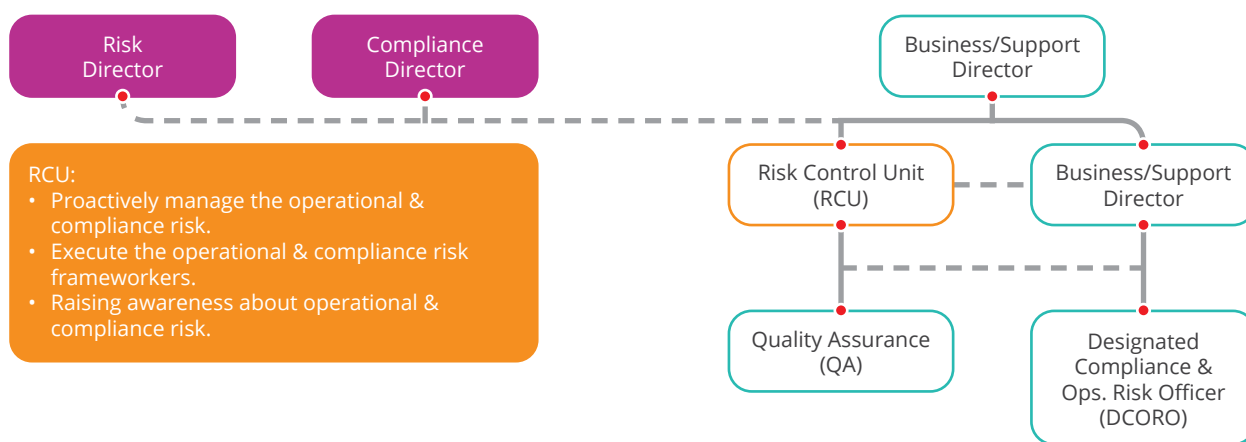 Risk
Director
Compliance
Director
Business/Support
Director
RCU:
• Proactively manage the operational &
compliance risk.
• Execute the operational & compliance risk
frameworkers.
• Raising awareness about operational &
compliance risk.
Risk Control Unit
(RCU)
Business/Support
Director
Quality Assurance
(QA)
Designated
Compliance &
Ops. Risk Officer
(DCORO)